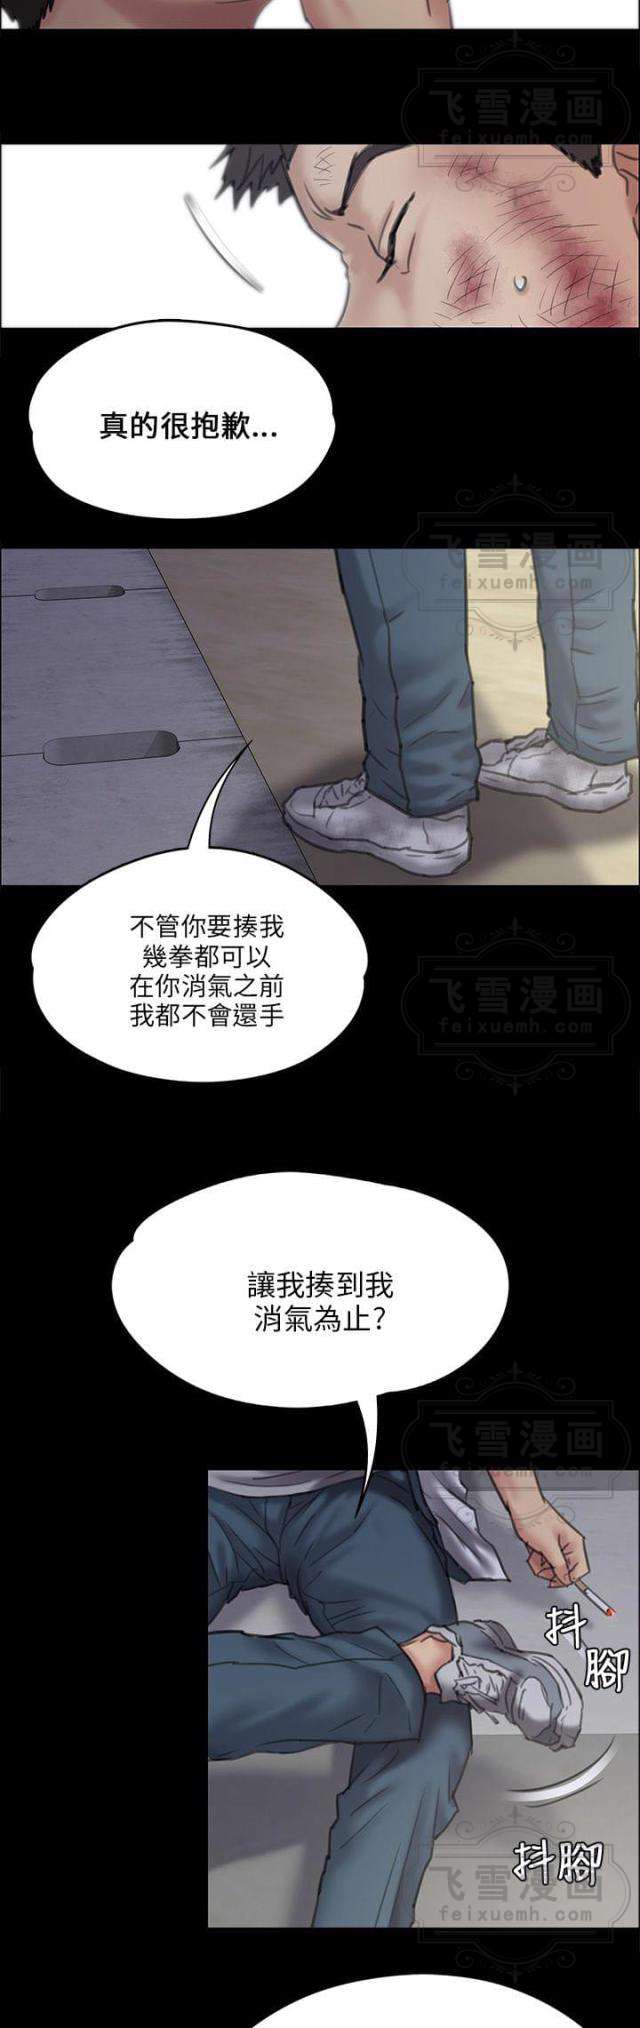 飞雪漫画
feixuemh.com
真的很抱歉...
飞雪漫画
feixuemh.com
不管你要揍我
幾拳都可以
在你消氣之前
我都不會還手
飞雪漫画
feixuemh.com
讓我揍到我
消氣為止?
飞雪漫画
feixuemh.com
抖
腳
抖腳
飞雪漫画
feixuemh.com